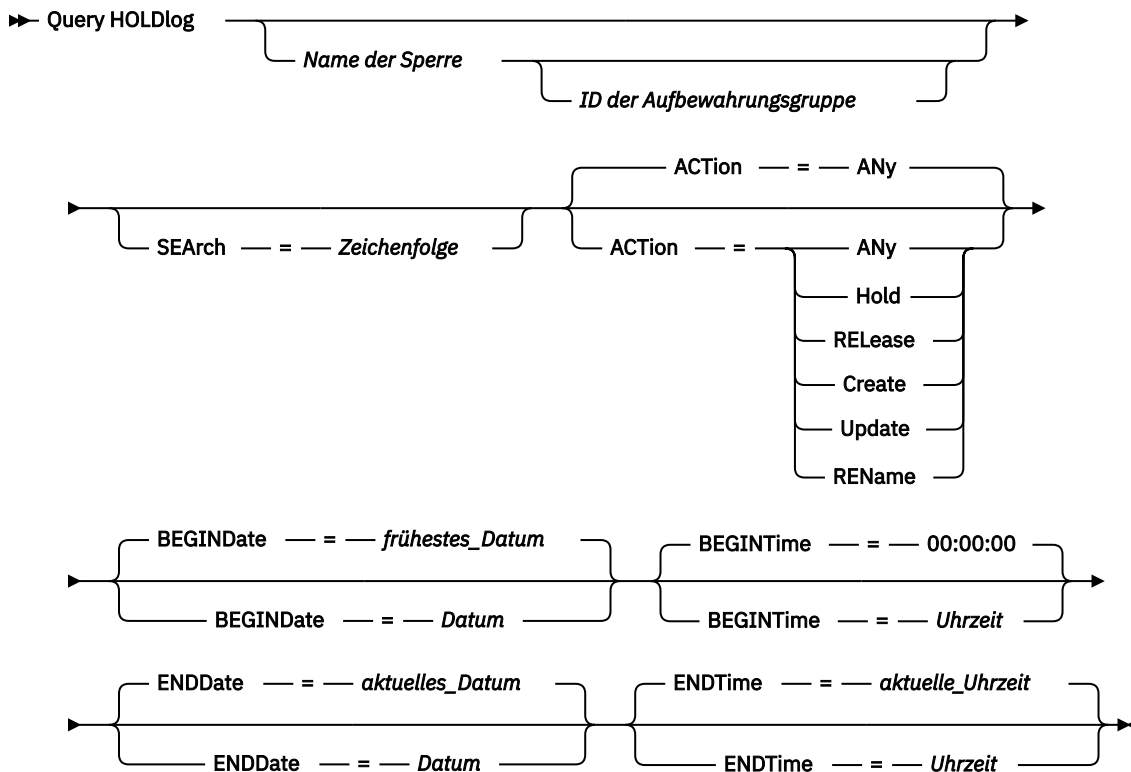 Query HOLDlog
Name der Sperre
ID der Aufbewahrungsgruppe
ACTion = ANy
SEArch = Zeichenfolge
ACTion = ANy
Hold
RELease
Create
Update
REName
BEGINDate = frühestes_Datum
BEGINTime = 00:00:00
BEGINDate = Datum
BEGINTime = Uhrzeit
ENDDate = aktuelles_Datum
ENDTime = aktuelle_Uhrzeit
ENDDate = Datum
ENDTime = Uhrzeit